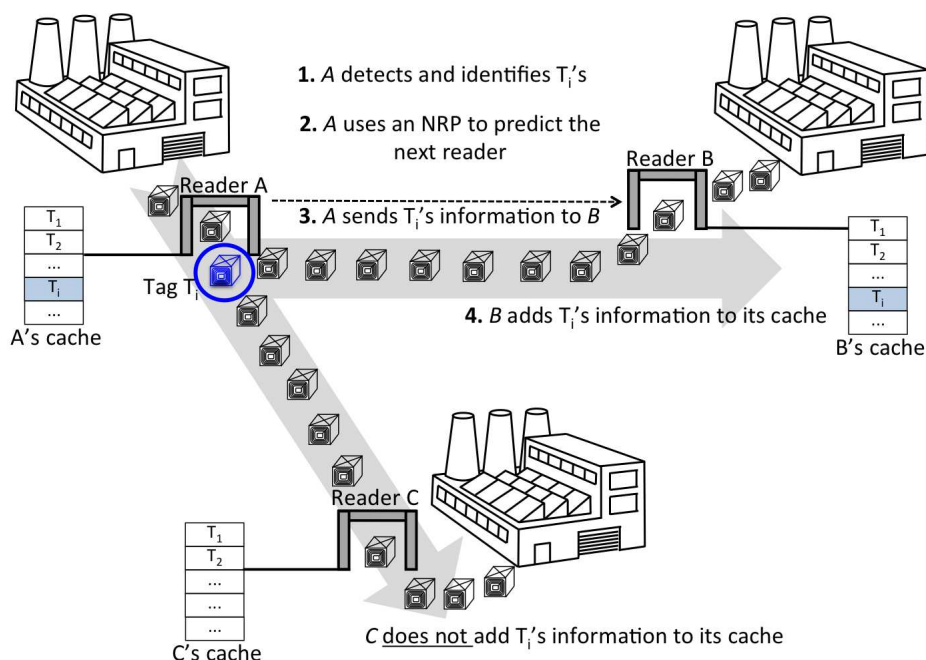 1. A detects and identifies Ti's
2. A uses an NRP to predict the
next reader
Reader A
Reader B
3. A sends Ti's information to B
T1
T2
...
Ti
...
A's cache
Tag Ti
T1
T2
...
Ti
...
B's cache
4. B adds Ti's information to its cache
Reader C
T1
T2
...
...
...
C's cache
C does not add Ti's information to its cache